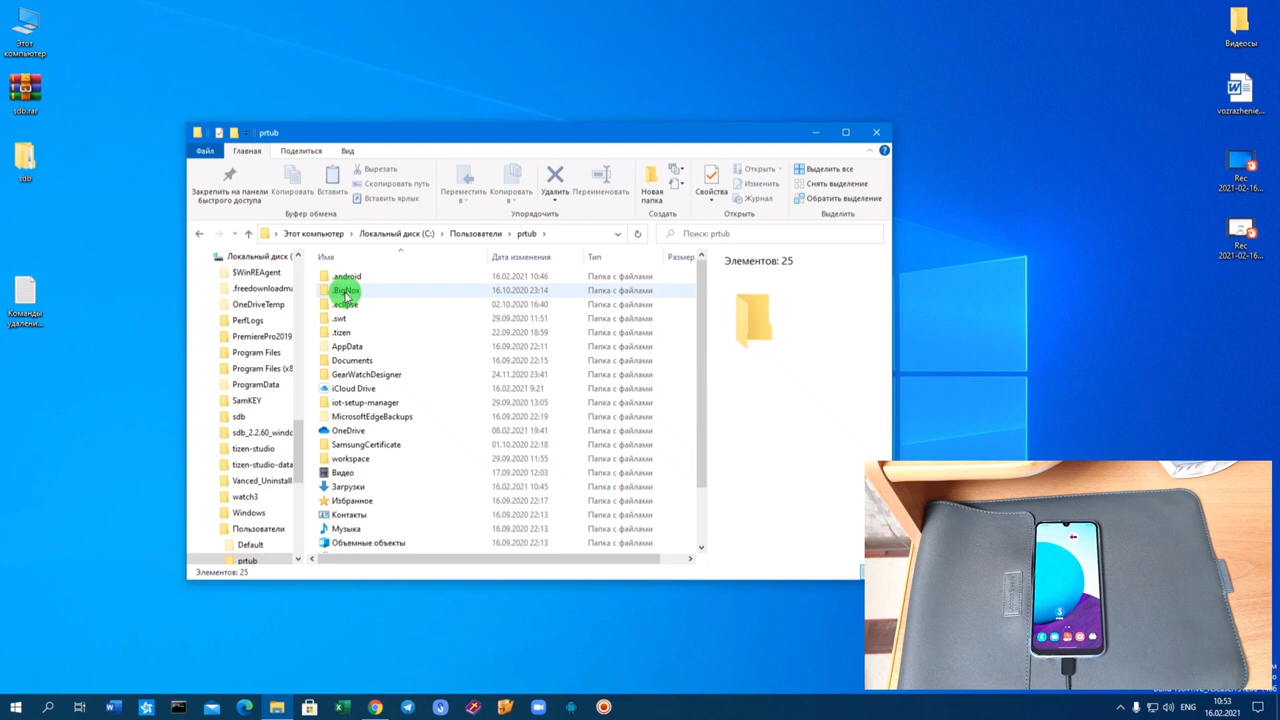 Этот
компьютер
sdb.rar
sdb
Команды
удалени...
Видеосы
vozrazhenie...
Rec
2021-02-16...
Rec
2021-02-16...
prtub
Файл
Главная
Поделиться
Вид
Закрепить на панели
быстрого доступа
Копировать
Вставить
Вырезать
Скопировать путь
Вставить ярлык
Буфер обмена
Переместить
в
Копировать
в
Удалить
Переименовать
Упорядочить
Новая
папка
Создать
Свойства
Открыть
Изменить
Журнал
Открыть
Выделить все
Снять выделение
Обратить выделение
Выделить
Этот компьютер > Локальный диск (C:) > Пользователи > prtub >
Поиск: prtub
Локальный диск (
$WinREAgent
.freedownloadma
OneDriveTemp
PerfLogs
PremierePro2019
Program Files
Program Files (x8
ProgramData
SamKEY
sdb
sdb_2.2.60_windo
tizen-studio
tizen-studio-data
Vanced_Uninstall
watch3
Windows
Пользователи
Default
prtub
Имя Дата изменения Тип Размер
.android 16.02.2021 10:46 Папка с файлами
.BigNox 16.10.2020 23:14 Папка с файлами
.eclipse 02.10.2020 16:40 Папка с файлами
.swt 29.09.2020 11:51 Папка с файлами
.tizen 22.09.2020 18:59 Папка с файлами
AppData 16.09.2020 22:11 Папка с файлами
Documents 16.09.2020 22:15 Папка с файлами
GearWatchDesigner 24.11.2020 23:41 Папка с файлами
iCloud Drive 16.02.2021 9:21 Папка с файлами
iot-setup-manager 29.09.2020 13:05 Папка с файлами
MicrosoftEdgeBackups 16.09.2020 22:19 Папка с файлами
OneDrive 08.02.2021 19:41 Папка с файлами
SamsungCertificate 01.10.2020 22:18 Папка с файлами
workspace 29.09.2020 11:55 Папка с файлами
Видео 17.09.2020 12:03 Папка с файлами
Загрузки 16.02.2021 10:45 Папка с файлами
Избранное 16.09.2020 22:17 Папка с файлами
Контакты 16.09.2020 22:13 Папка с файлами
Музыка 16.09.2020 22:13 Папка с файлами
Объемные объекты 16.09.2020 22:13 Папка с файлами
Элементов: 25
Элементов: 25
ENG
10:53
16.02.2021